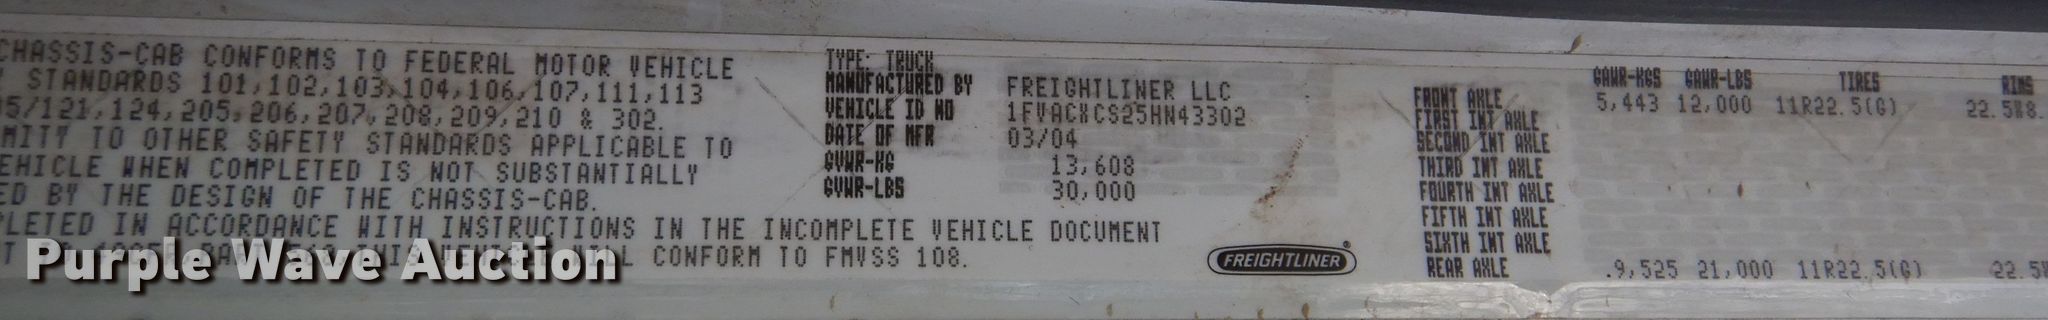 CHASSIS-CAB CONFORMS TO FEDERAL MOTOR VEHICLE
STANDARDS 101,102,103,104,106,107,111,113
05/121,124,205,206,207,208,209,210 & 302.
MITY TO OTHER SAFETY STANDARDS APPLICABLE TO
VEHICLE WHEN COMPLETED IS NOT SUBSTANTIALLY
ED BY THE DESIGN OF THE CHASSIS-CAB.
PLETED IN ACCORDANCE WITH INSTRUCTIONS IN THE INCOMPLETE VEHICLE DOCUMENT
THIS VEHICLE WILL CONFORM TO FMVSS 108.
TYPE: TRUCK
MANUFACTURED BY FREIGHTLINER LLC
VEHICLE ID NO 1FVACXCS25HN43302
DATE OF MFR 03/04
GVWR-KG 13,608
GVWR-LBS 30,000
FREIGHTLINER®
GAWR-KGS GAWR-LBS TIRES RIMS
FRONT AXLE 5,443 12,000 11R22.5(G) 22.5X8.
FIRST INT AXLE
SECOND INT AXLE
THIRD INT AXLE
FOURTH INT AXLE
FIFTH INT AXLE
SIXTH INT AXLE
REAR AXLE 9,525 21,000 11R22.5(G) 22.5X
Purple Wave Auction